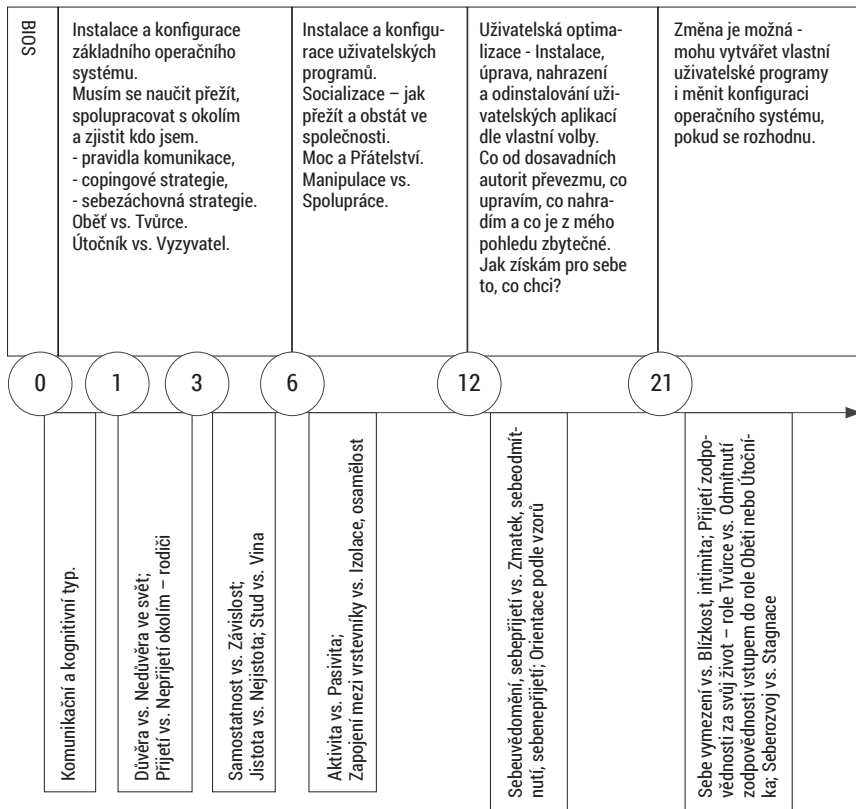 BIOS
Instalace a konfigurace
základního operačního
systému.
Musím se naučit přežít,
spolupracovat s okolím
a zjistit kdo jsem.
- pravidla komunikace,
- copingové strategie,
- sebezáchovná strategie.
Oběť vs. Tvůrce.
Útočník vs. Vyzyvatel.
Instalace a konfigu-
race uživatelských
programů.
Socializace – jak
přežít a obstát ve
společnosti.
Moc a Přátelství.
Manipulace vs.
Spolupráce.
Uživatelská optima-
lizace - Instalace,
úprava, nahrazení
a odinstalování uži-
vatelských aplikací
dle vlastní volby.
Co od dosavadních
autorit převezmu, co
upravím, co nahra-
dím a co je z mého
pohledu zbytečné.
Jak získám pro sebe
to, co chci?
Změna je možná -
mohu vytvářet vlastní
uživatelské programy
i měnit konfiguraci
operačního systému,
pokud se rozhodnu.
0
1
3
6
12
21
Komunikační a kognitivní typ.
Důvěra vs. Nedůvěra ve svět;
Přijetí vs. Nepřijetí okolím – rodiči
Samostatnost vs. Závislost;
Jistota vs. Nejistota; Stud vs. Vina
Aktivita vs. Pasivita;
Zapojení mezi vrstevníky vs. Izolace, osamělost
Sebeuvědomění, sebepřijetí vs. Zmatek, sebeodmít-
nutí, sebenepřijetí; Orientace podle vzorů
Sebe vymezení vs. Blízkost, intimita; Přijetí zodpo-
vědnosti za svůj život – role Tvůrce vs. Odmítnutí
zodpovědnosti vstupem do role Oběti nebo Útoční-
ka; Seberozvoj vs. Stagnace